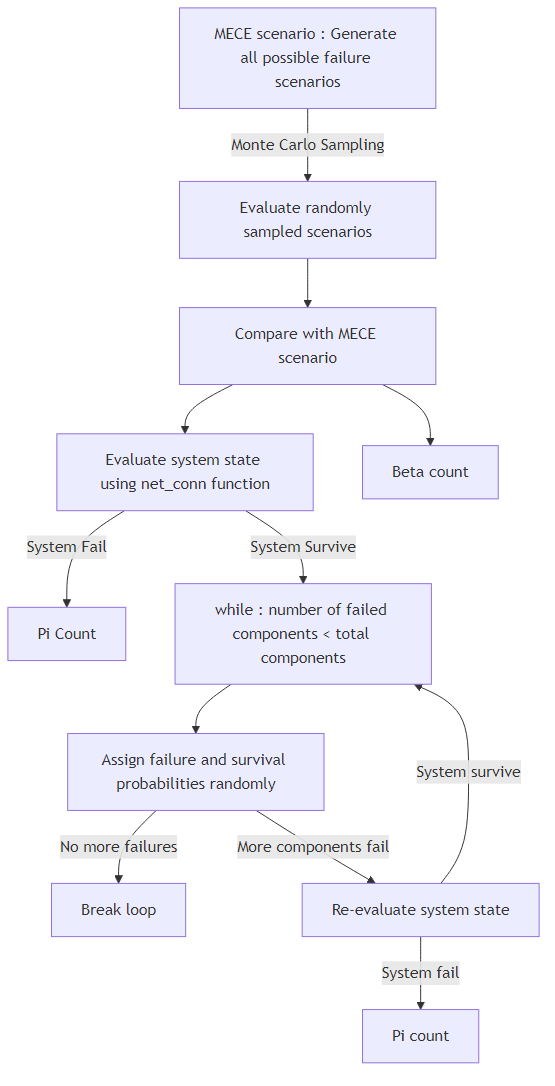 MECE scenario : Generate
all possible failure
scenarios
Monte Carlo Sampling
Evaluate randomly
sampled scenarios
Compare with MECE
scenario
Evaluate system state
using net_conn function
Beta count
System Fail
System Survive
Pi Count
while : number of failed
components < total
components
Assign failure and survival
probabilities randomly
System survive
No more failures
More components fail
Break loop
Re-evaluate system state
System fail
Pi count